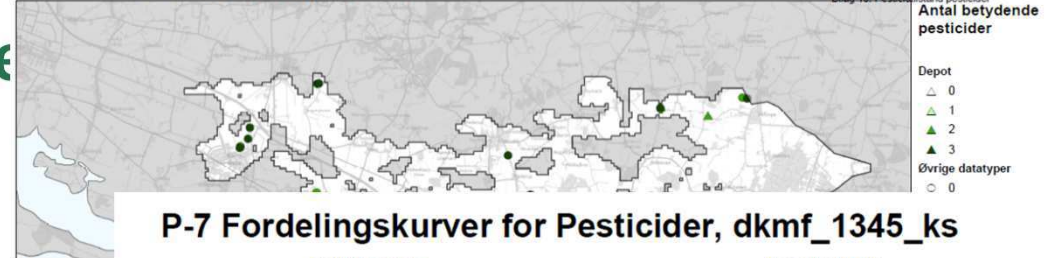 Antal betydende
pesticider
Depot
0
1
2
3
Øvrige datatyper
0
P-7 Fordelingskurver for Pesticider, dkmf_1345_ks